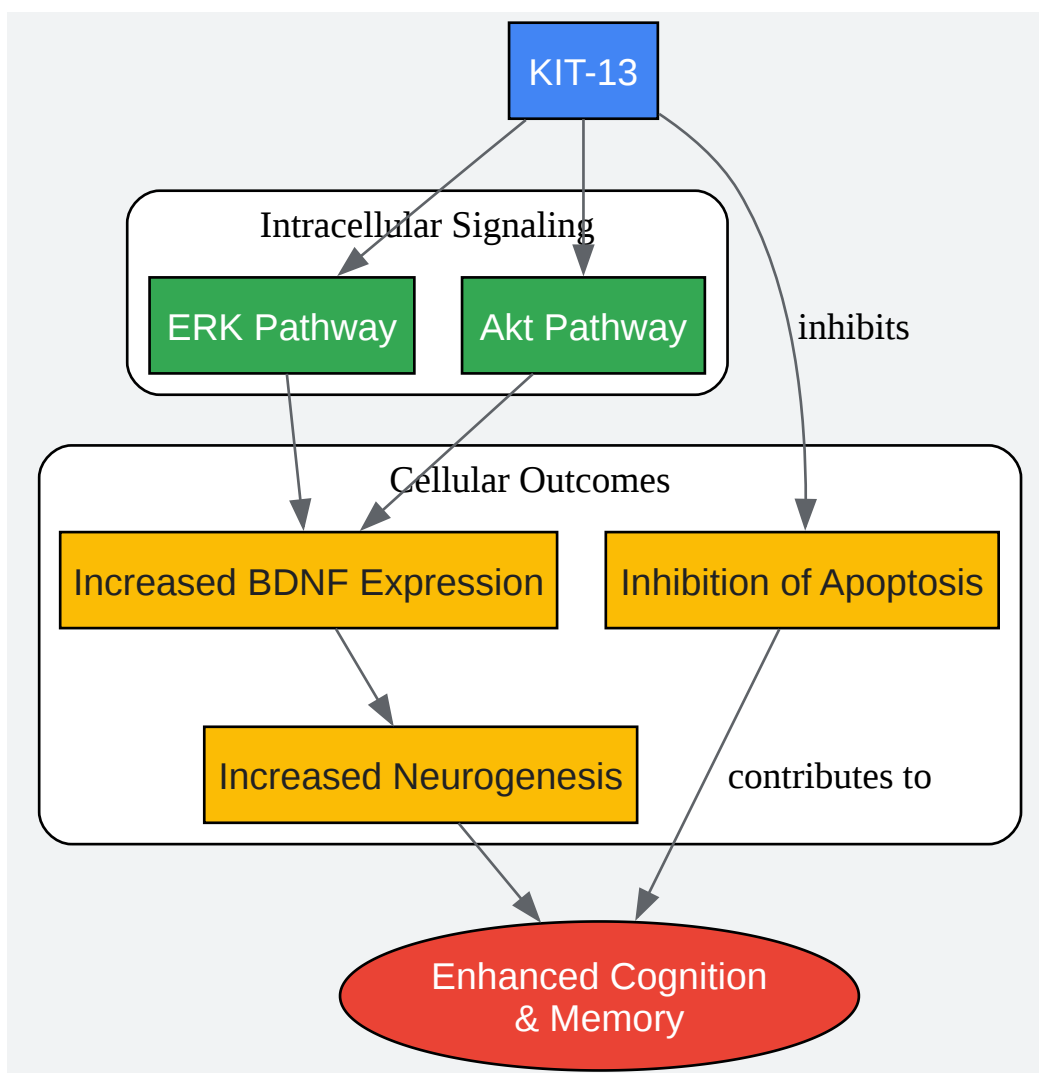 KIT-13
Intracellular Signaling
ERK Pathway
Akt Pathway
inhibits
Cellular Outcomes
Increased BDNF Expression
Inhibition of Apoptosis
Increased Neurogenesis
contributes to
Enhanced Cognition
& Memory